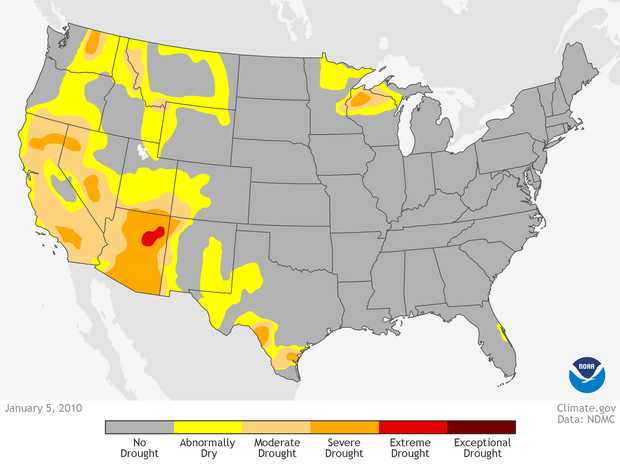 NOAA
January 5, 2010
Climate.gov
Data: NDMC
No
Drought
Abnormally
Dry
Moderate
Drought
Severe
Drought
Extreme
Drought
Exceptional
Drought